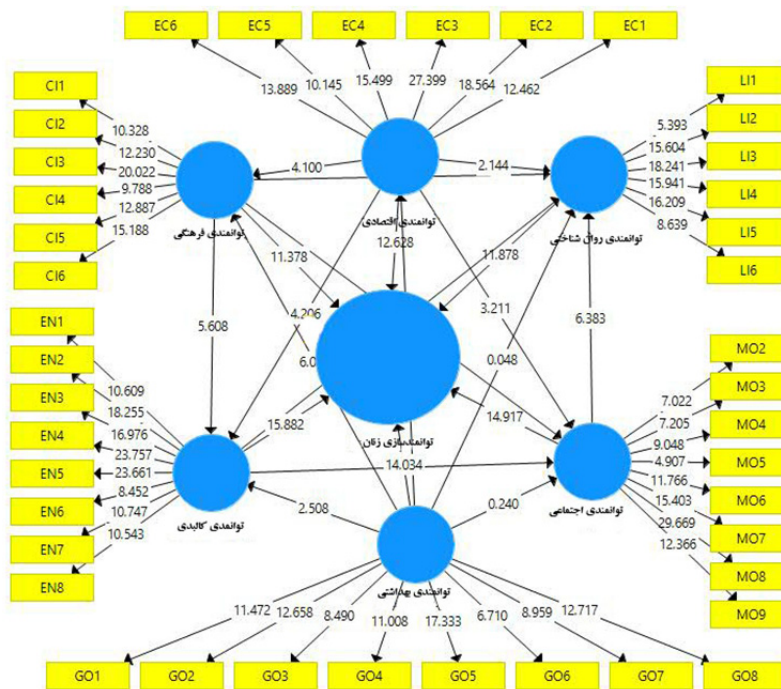 EC6 EC5 EC4 EC3 EC2 EC1
13.889 10.145 15.499 27.399 18.564 12.462
CI1
CI2
CI3
CI4
CI5
CI6
10.328
12.230
20.022
9.788
12.887
15.188
LI1
LI2
LI3
LI4
LI5
LI6
5.393
15.604
18.241
15.941
16.209
8.639
4.100
2.144
توانمندی فرهنگی
توانمندی اقتصادی
توانمندی روان شناختی
11.378
12.628
11.878
5.608
4.206
6.0
3.211
0.048
6.383
EN1
EN2
EN3
EN4
EN5
EN6
EN7
EN8
10.609
18.255
16.976
23.757
23.661
8.452
10.747
10.543
15.882
توانمندسازی زنان
14.917
14.034
MO2
MO3
MO4
MO5
MO6
MO7
MO8
MO9
7.022
7.205
9.048
4.907
11.766
15.403
29.669
12.366
توانمندی کالبدی
توانمندی اجتماعی
2.508
0.240
توانمندی بهداشتی
11.472 12.658 8.490 11.008 17.333 6.710 8.959 12.717
GO1 GO2 GO3 GO4 GO5 GO6 GO7 GO8